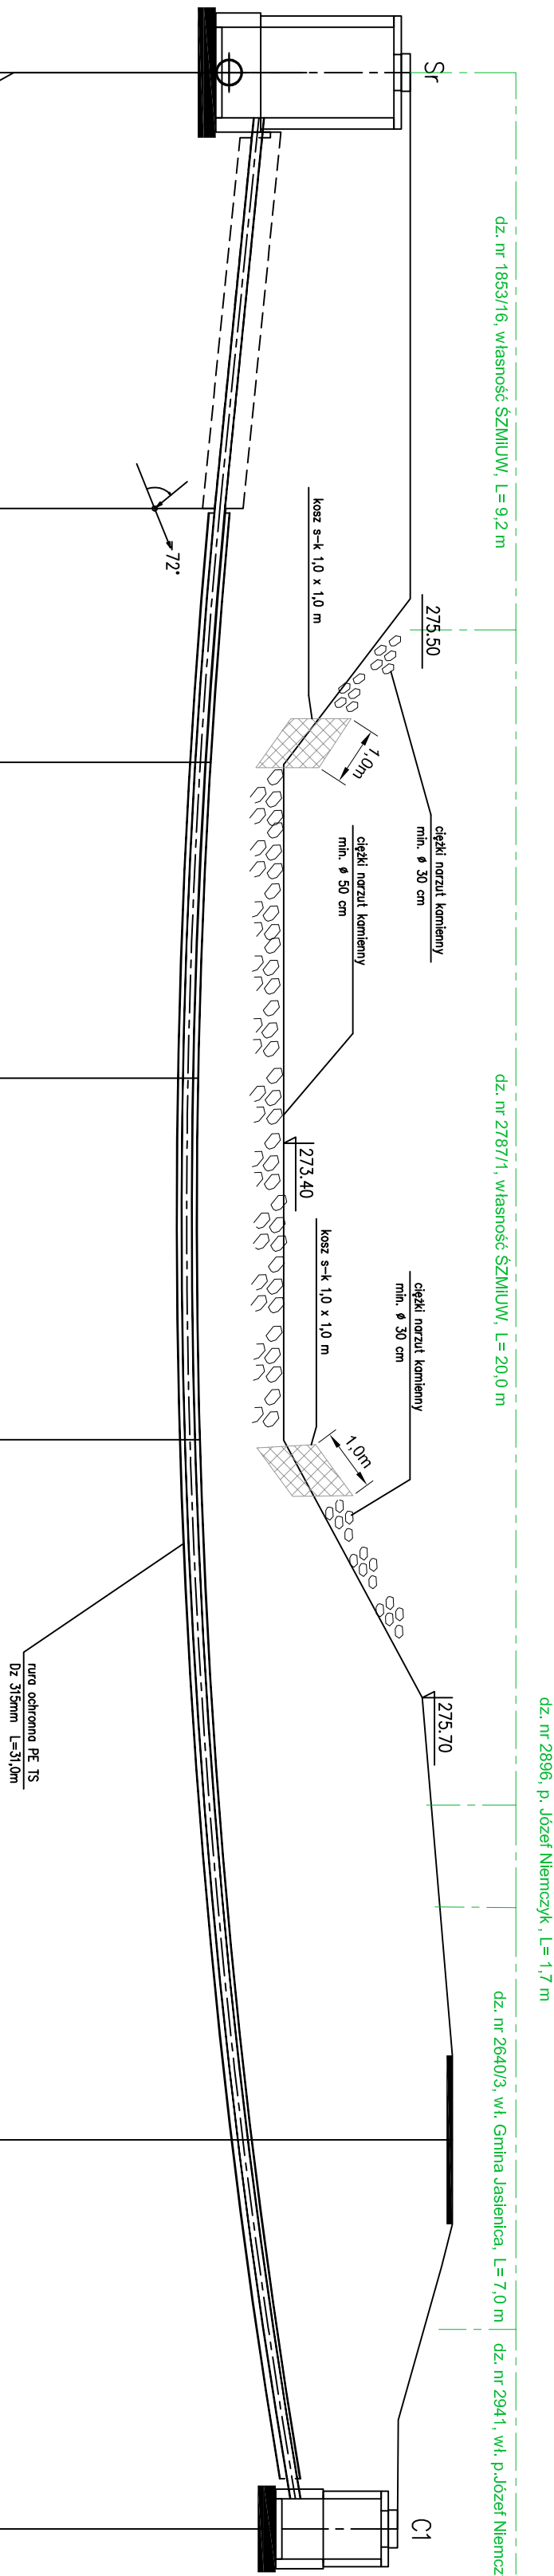 Sr
dz. nr 1853/16, własność ŚZMiUW, L= 9,2 m
72°
kosz s-k 1,0 x 1,0 m
275.50
1,0m
ciężki narzut kamienny
min. ø 30 cm
ciężki narzut kamienny
min. ø 50 cm
dz. nr 2787/1, własność ŚZMiUW, L= 20,0 m
273.40
kosz s-k 1,0 x 1,0 m
ciężki narzut kamienny
min. ø 30 cm
1,0m
rura ochronna PE TS
Dz 315mm L=31,0m
275.70
dz. nr 2896, p. Józef Niemczyk , L= 1,7 m
dz. nr 2640/3, wł. Gmina Jasienica, L= 7,0 m
dz. nr 2941, wł. p.Józef Niemcz
C1